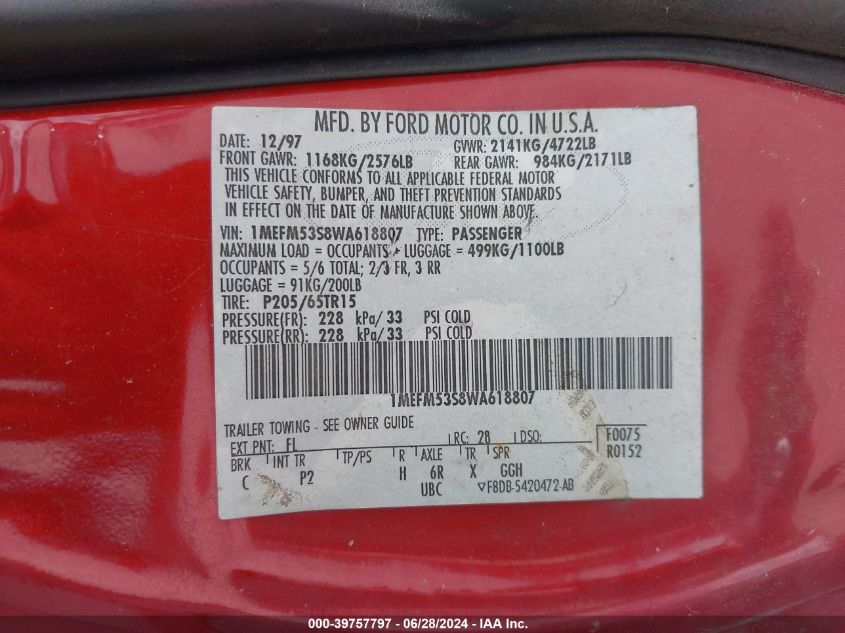 MFD. BY FORD MOTOR CO. IN U.S.A.
DATE: 12/97 GVWR: 2141KG/4722LB
FRONT GAWR: 1168KG/2576LB REAR GAWR: 984KG/2171LB
THIS VEHICLE CONFORMS TO ALL APPLICABLE FEDERAL MOTOR
VEHICLE SAFETY, BUMPER, AND THEFT PREVENTION STANDARDS
IN EFFECT ON THE DATE OF MANUFACTURE SHOWN ABOVE.
VIN: 1MEFM53S8WA618807 TYPE: PASSENGER
MAXIMUM LOAD = OCCUPANTS + LUGGAGE = 499KG/1100LB
OCCUPANTS = 5/6 TOTAL; 2/3 FR, 3 RR
LUGGAGE = 91KG/200LB
TIRE: P205/65TR15
PRESSURE(FR): 228 kPa/33 PSI COLD
PRESSURE(RR): 228 kPa/33 PSI COLD
1MEFM53S8WA618807
TRAILER TOWING - SEE OWNER GUIDE
EXT PNT: FL RC: 28 DSO: F0075
BRK INT TR TP/PS R AXLE TR SPR R0152
C P2 H 6R X GGH
UBC F8DB-5420472-AB
000-39757797 - 06/28/2024 - IAAI Inc.